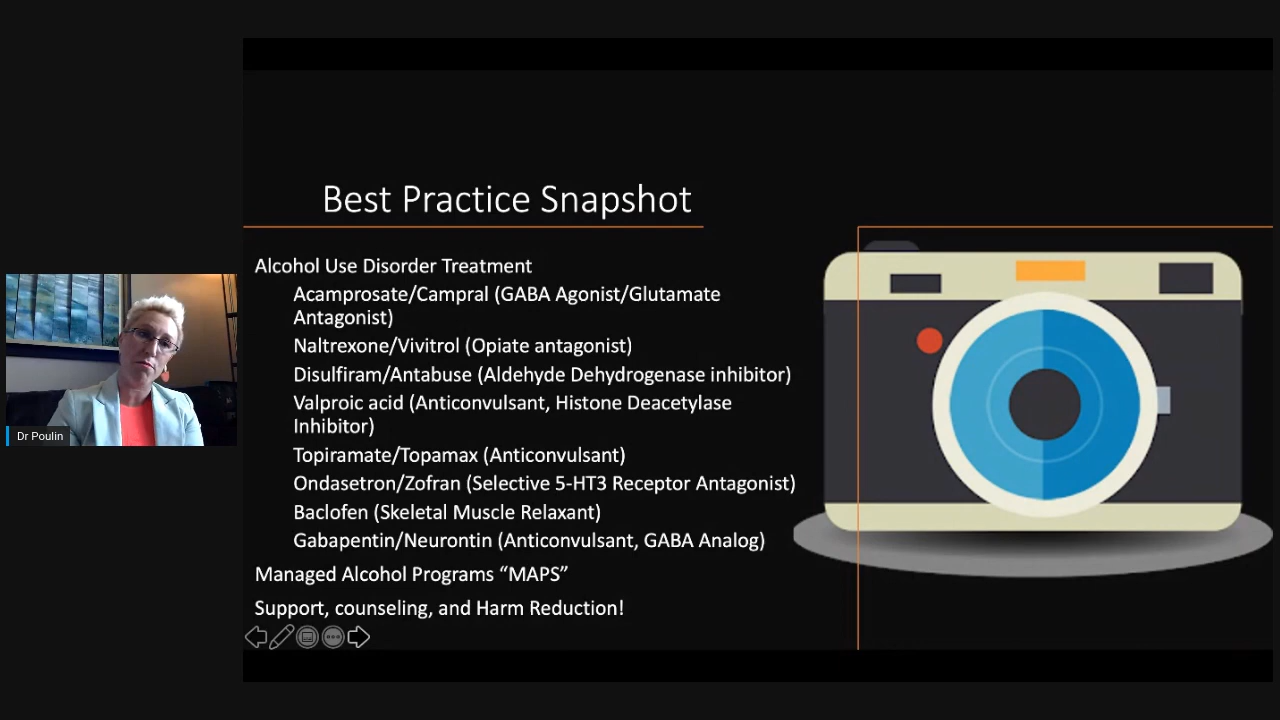 Best Practice Snapshot
Alcohol Use Disorder Treatment
Acamprosate/Campral (GABA Agonist/Glutamate
Antagonist)
Naltrexone/Vivitrol (Opiate antagonist)
Disulfiram/Antabuse (Aldehyde Dehydrogenase inhibitor)
Valproic acid (Anticonvulsant, Histone Deacetylase
Inhibitor)
Topiramate/Topamax (Anticonvulsant)
Ondasetron/Zofran (Selective 5-HT3 Receptor Antagonist)
Baclofen (Skeletal Muscle Relaxant)
Gabapentin/Neurontin (Anticonvulsant, GABA Analog)
Managed Alcohol Programs “MAPS”
Support, counseling, and Harm Reduction!
Dr Poulin